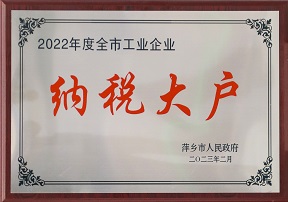 2022年度全市工业企业
纳税大户
萍乡市人民政府
二〇二三年二月